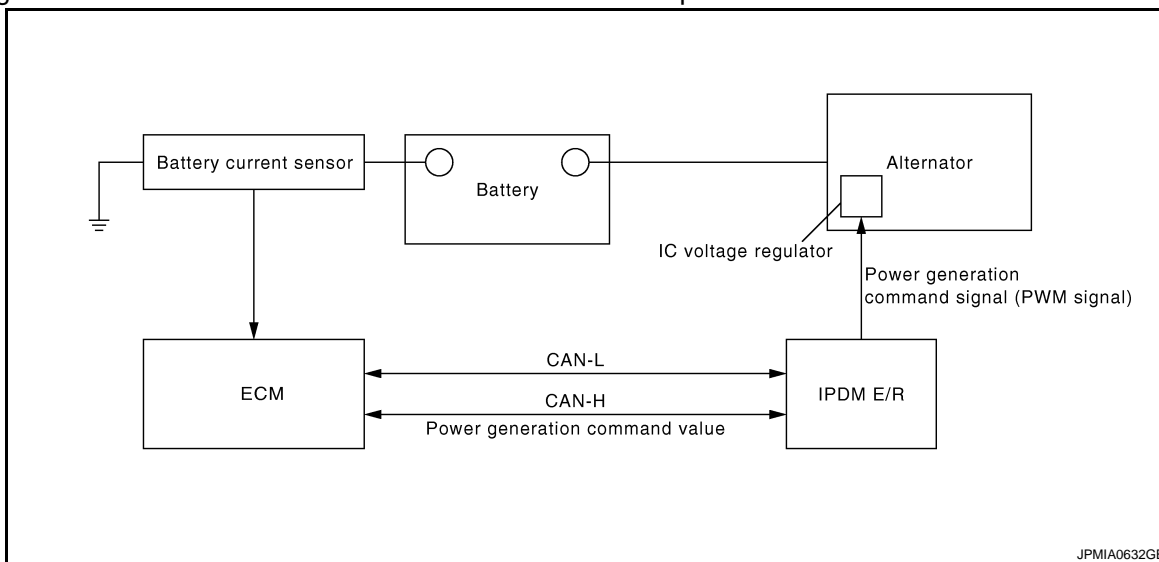 Battery current sensor
Battery
Alternator
IC voltage regulator
Power generation
command signal (PWM signal)
ECM
CAN-L
CAN-H
Power generation command value
IPDM E/R